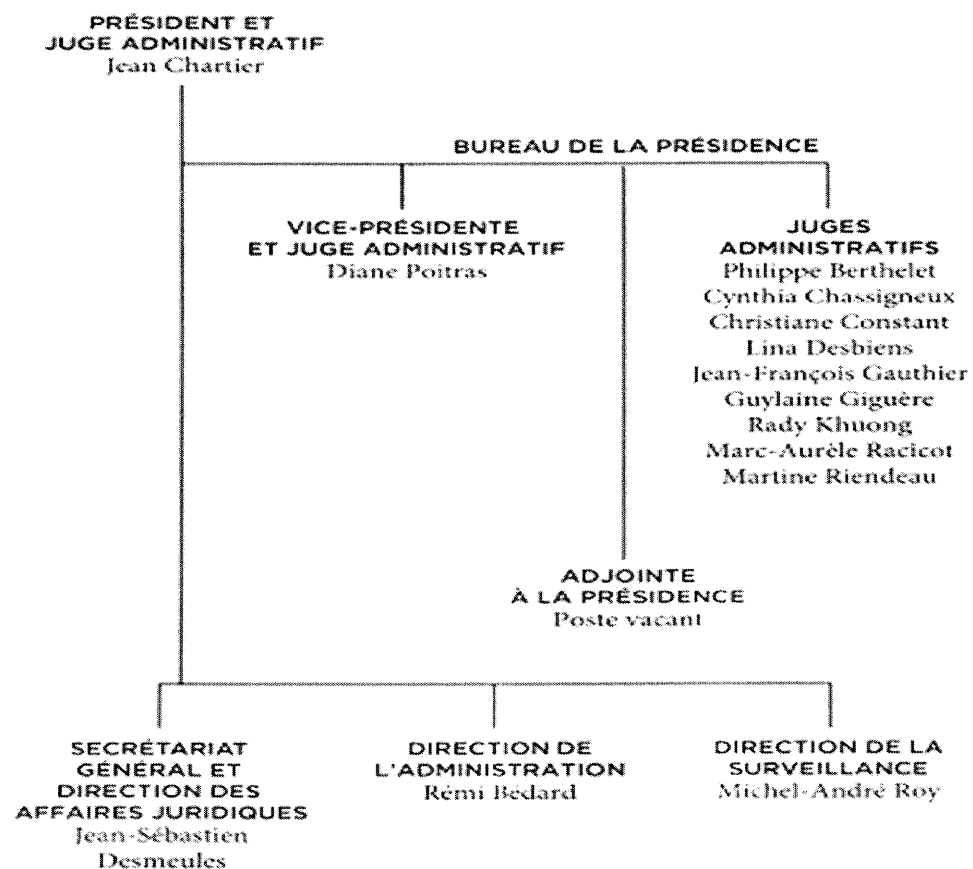 PRÉSIDENT ET
JUGE ADMINISTRATIF
Jean Chartier
BUREAU DE LA PRÉSIDENCE
VICE-PRÉSIDENTE
ET JUGE ADMINISTRATIF
Diane Poitras
JUGES
ADMINISTRATIFS
Philippe Berthelet
Cynthia Chassigneux
Christiane Constant
Lina Desbiens
Jean-François Gauthier
Guylaine Giguère
Rady Khuong
Marc-Aurèle Racicot
Martine Riendeau
ADJOINTE
À LA PRÉSIDENCE
Poste vacant
SECRÉTARIAT
GÉNÉRAL ET
DIRECTION DES
AFFAIRES JURIDIQUES
Jean-Sébastien
Desmeules
DIRECTION DE
L'ADMINISTRATION
Rémi Bédard
DIRECTION DE LA
SURVEILLANCE
Michel-André Roy